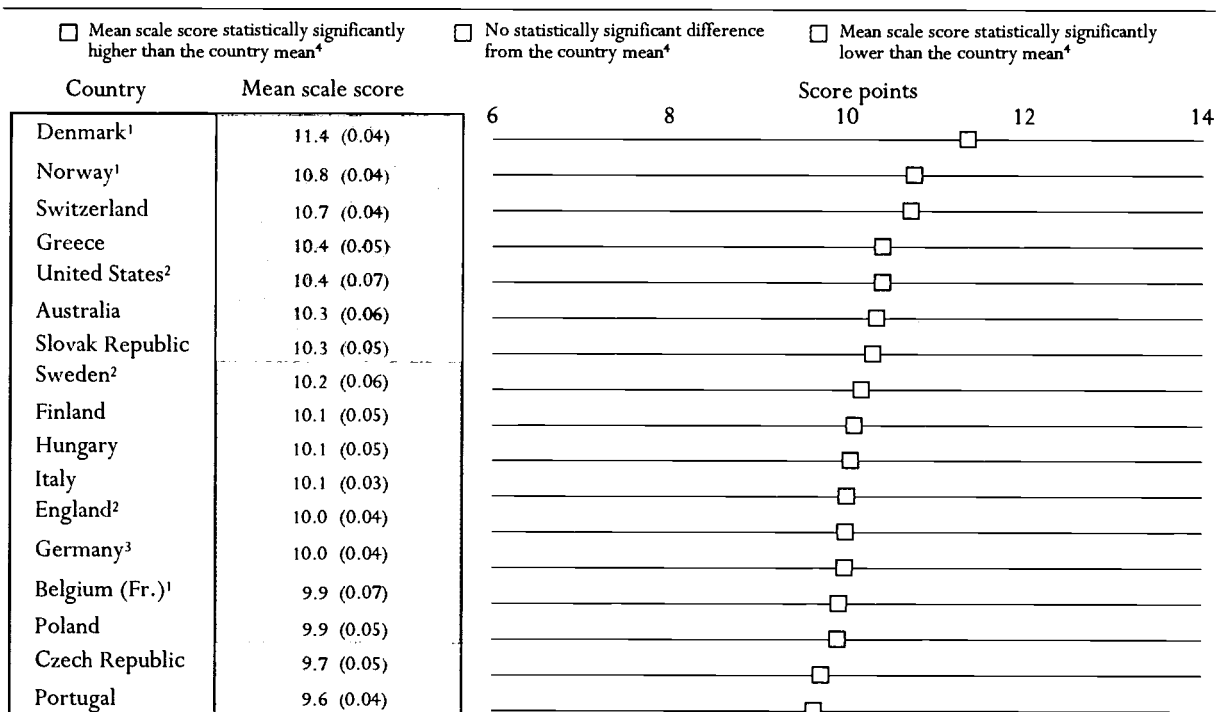 Mean scale score statistically significantly
higher than the country mean⁴
No statistically significant difference
from the country mean⁴
Mean scale score statistically significantly
lower than the country mean⁴
Country Mean scale score Score points
6 8 10 12 14
Denmark¹ 11.4 (0.04)
Norway¹ 10.8 (0.04)
Switzerland 10.7 (0.04)
Greece 10.4 (0.05)
United States² 10.4 (0.07)
Australia 10.3 (0.06)
Slovak Republic 10.3 (0.05)
Sweden² 10.2 (0.06)
Finland 10.1 (0.05)
Hungary 10.1 (0.05)
Italy 10.1 (0.03)
England² 10.0 (0.04)
Germany³ 10.0 (0.04)
Belgium (Fr.)¹ 9.9 (0.07)
Poland 9.9 (0.05)
Czech Republic 9.7 (0.05)
Portugal 9.6 (0.04)